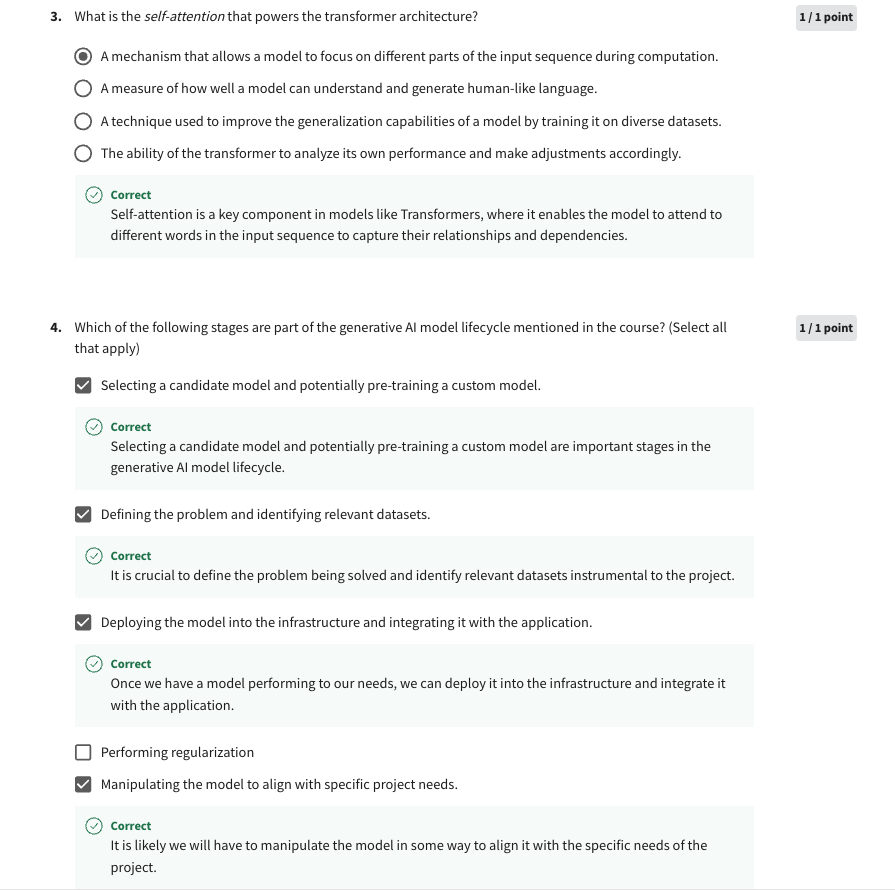 3. What is the self-attention that powers the transformer architecture?
1 / 1 point
A mechanism that allows a model to focus on different parts of the input sequence during computation.
A measure of how well a model can understand and generate human-like language.
A technique used to improve the generalization capabilities of a model by training it on diverse datasets.
The ability of the transformer to analyze its own performance and make adjustments accordingly.
Correct
Self-attention is a key component in models like Transformers, where it enables the model to attend to
different words in the input sequence to capture their relationships and dependencies.
4. Which of the following stages are part of the generative AI model lifecycle mentioned in the course? (Select all
that apply)
1 / 1 point
Selecting a candidate model and potentially pre-training a custom model.
Correct
Selecting a candidate model and potentially pre-training a custom model are important stages in the
generative AI model lifecycle.
Defining the problem and identifying relevant datasets.
Correct
It is crucial to define the problem being solved and identify relevant datasets instrumental to the project.
Deploying the model into the infrastructure and integrating it with the application.
Correct
Once we have a model performing to our needs, we can deploy it into the infrastructure and integrate it
with the application.
Performing regularization
Manipulating the model to align with specific project needs.
Correct
It is likely we will have to manipulate the model in some way to align it with the specific needs of the
project.